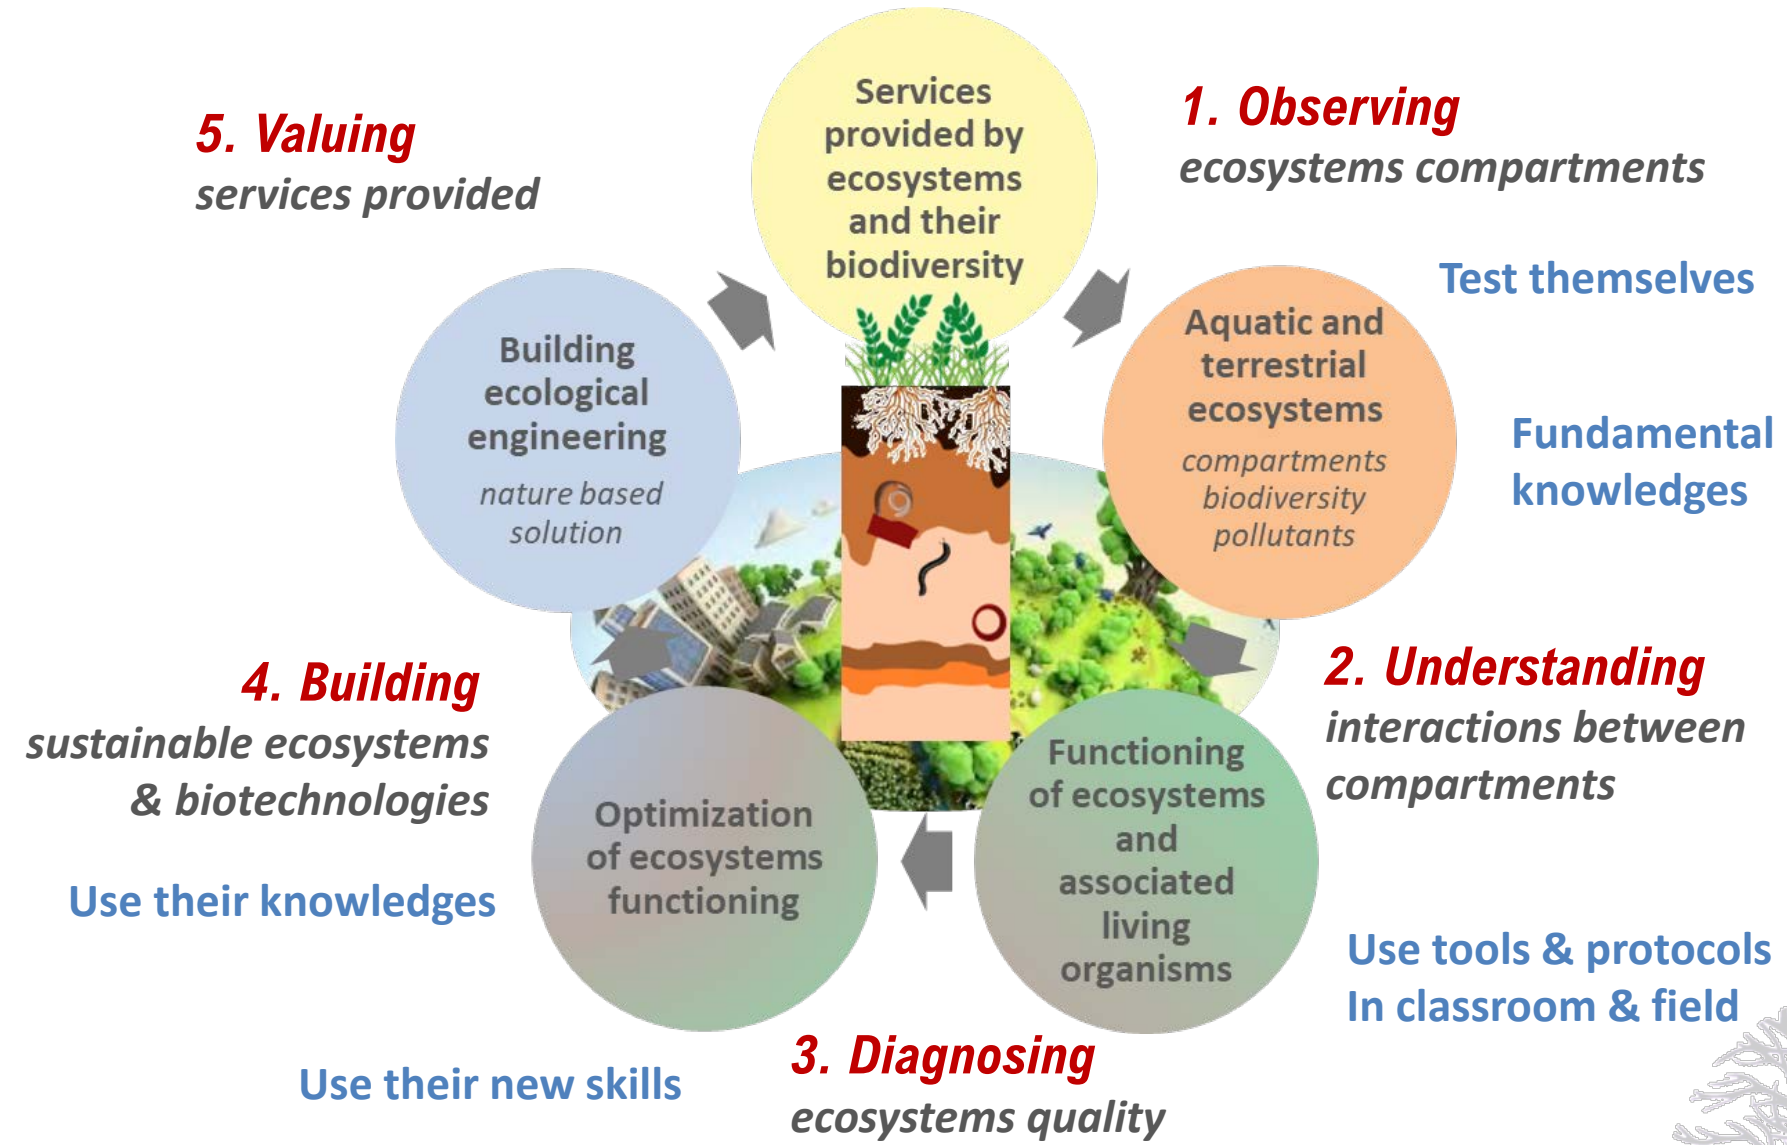 Services
provided by
ecosystems
and their
biodiversity
1. Observing
ecosystems compartments
Test themselves
Aquatic and
terrestrial
ecosystems
compartments
biodiversity
pollutants
Fundamental
knowledges
2. Understanding
interactions between
compartments
Functioning
of ecosystems
and
associated
living
organisms
Use tools & protocols
In classroom & field
3. Diagnosing
ecosystems quality
Use their new skills
Optimization
of ecosystems
functioning
4. Building
sustainable ecosystems
& biotechnologies
Use their knowledges
Building
ecological
engineering
nature based
solution
5. Valuing
services provided